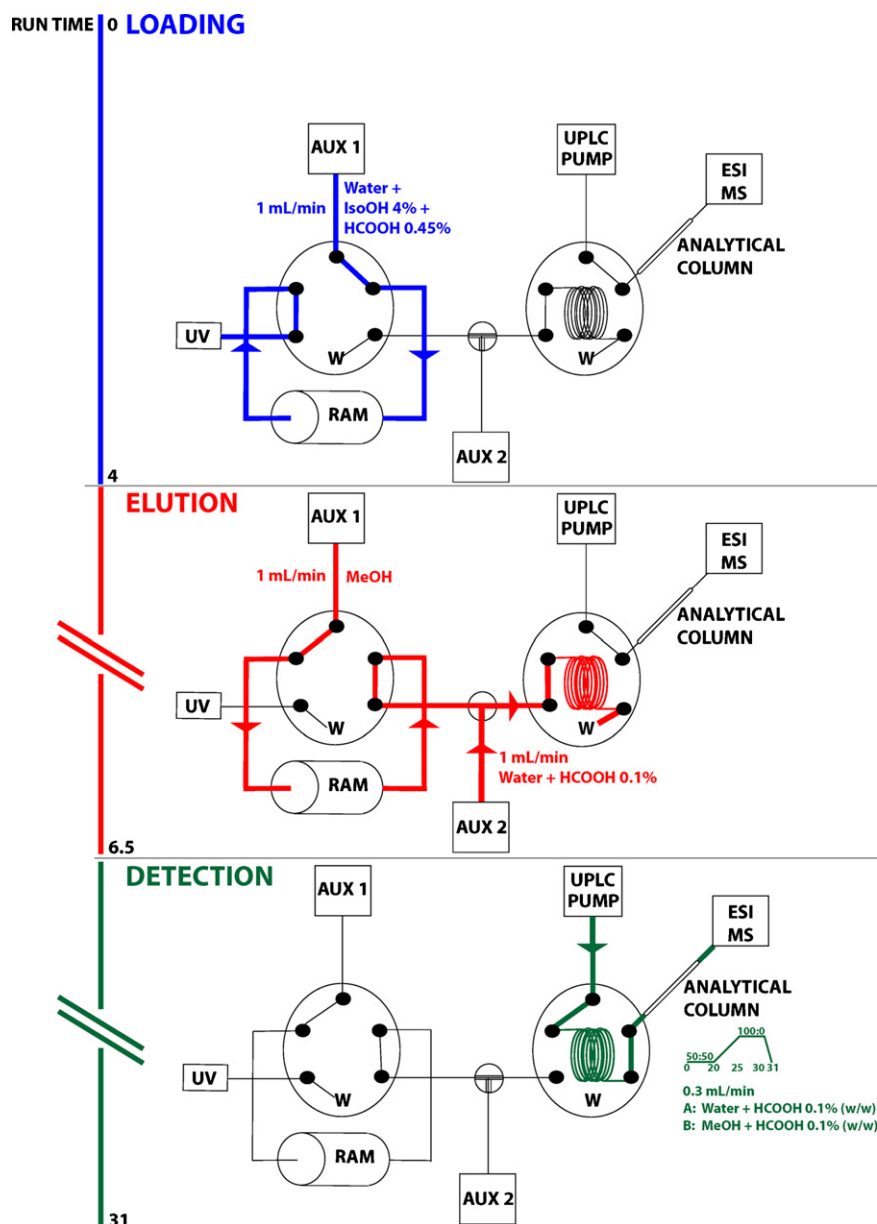 RUN TIME 0 LOADING
AUX 1
UPLC
PUMP
ESI
MS
1 mL/min
Water +
IsoOH 4% +
HCOOH 0.45%
ANALYTICAL
COLUMN
UV
W
W
RAM
AUX 2
4
ELUTION
AUX 1
UPLC
PUMP
ESI
MS
1 mL/min
MeOH
ANALYTICAL
COLUMN
UV
W
W
1 mL/min
Water + HCOOH 0.1%
RAM
AUX 2
6.5
DETECTION
AUX 1
UPLC
PUMP
ESI
MS
ANALYTICAL
COLUMN
100:0
50:50
0 20 25 30 31
UV
W
W
0.3 mL/min
A: Water + HCOOH 0.1% (w/w)
B: MeOH + HCOOH 0.1% (w/w)
RAM
AUX 2
31